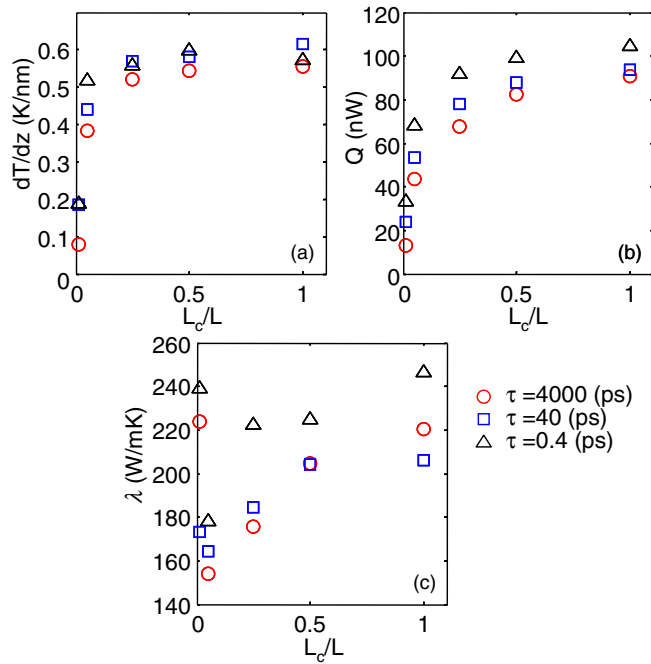 dT/dz (K/nm)
0.6
0.5
0.4
0.3
0.2
0.1
0
0 0.5 1
L_c/L
(a)
Q (nW)
120
100
80
60
40
20
0
0 0.5 1
L_c/L
(b)
λ (W/mK)
260
240
220
200
180
160
140
0 0.5 1
L_c/L
(c)
τ =4000 (ps)
τ =40 (ps)
τ =0.4 (ps)